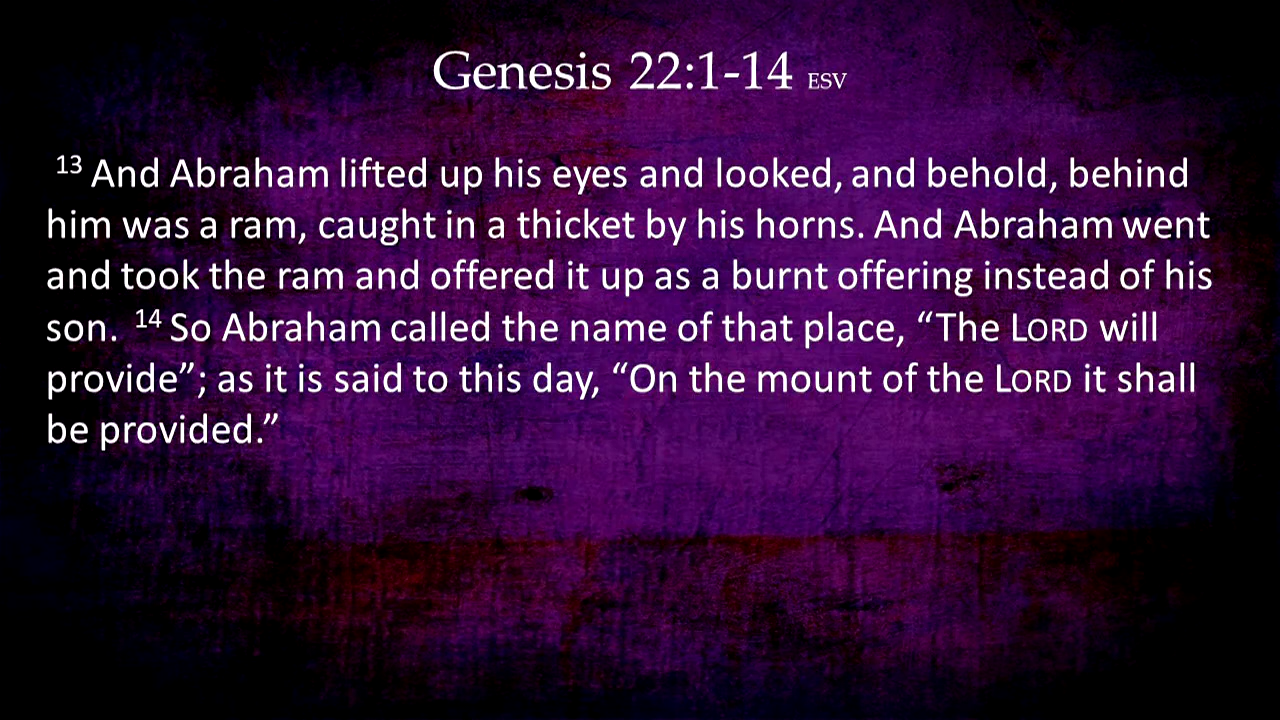 Genesis 22:1-14 ESV
13 And Abraham lifted up his eyes and looked, and behold, behind
him was a ram, caught in a thicket by his horns. And Abraham went
and took the ram and offered it up as a burnt offering instead of his
son. 14 So Abraham called the name of that place, “The LORD will
provide”; as it is said to this day, “On the mount of the LORD it shall
be provided.”